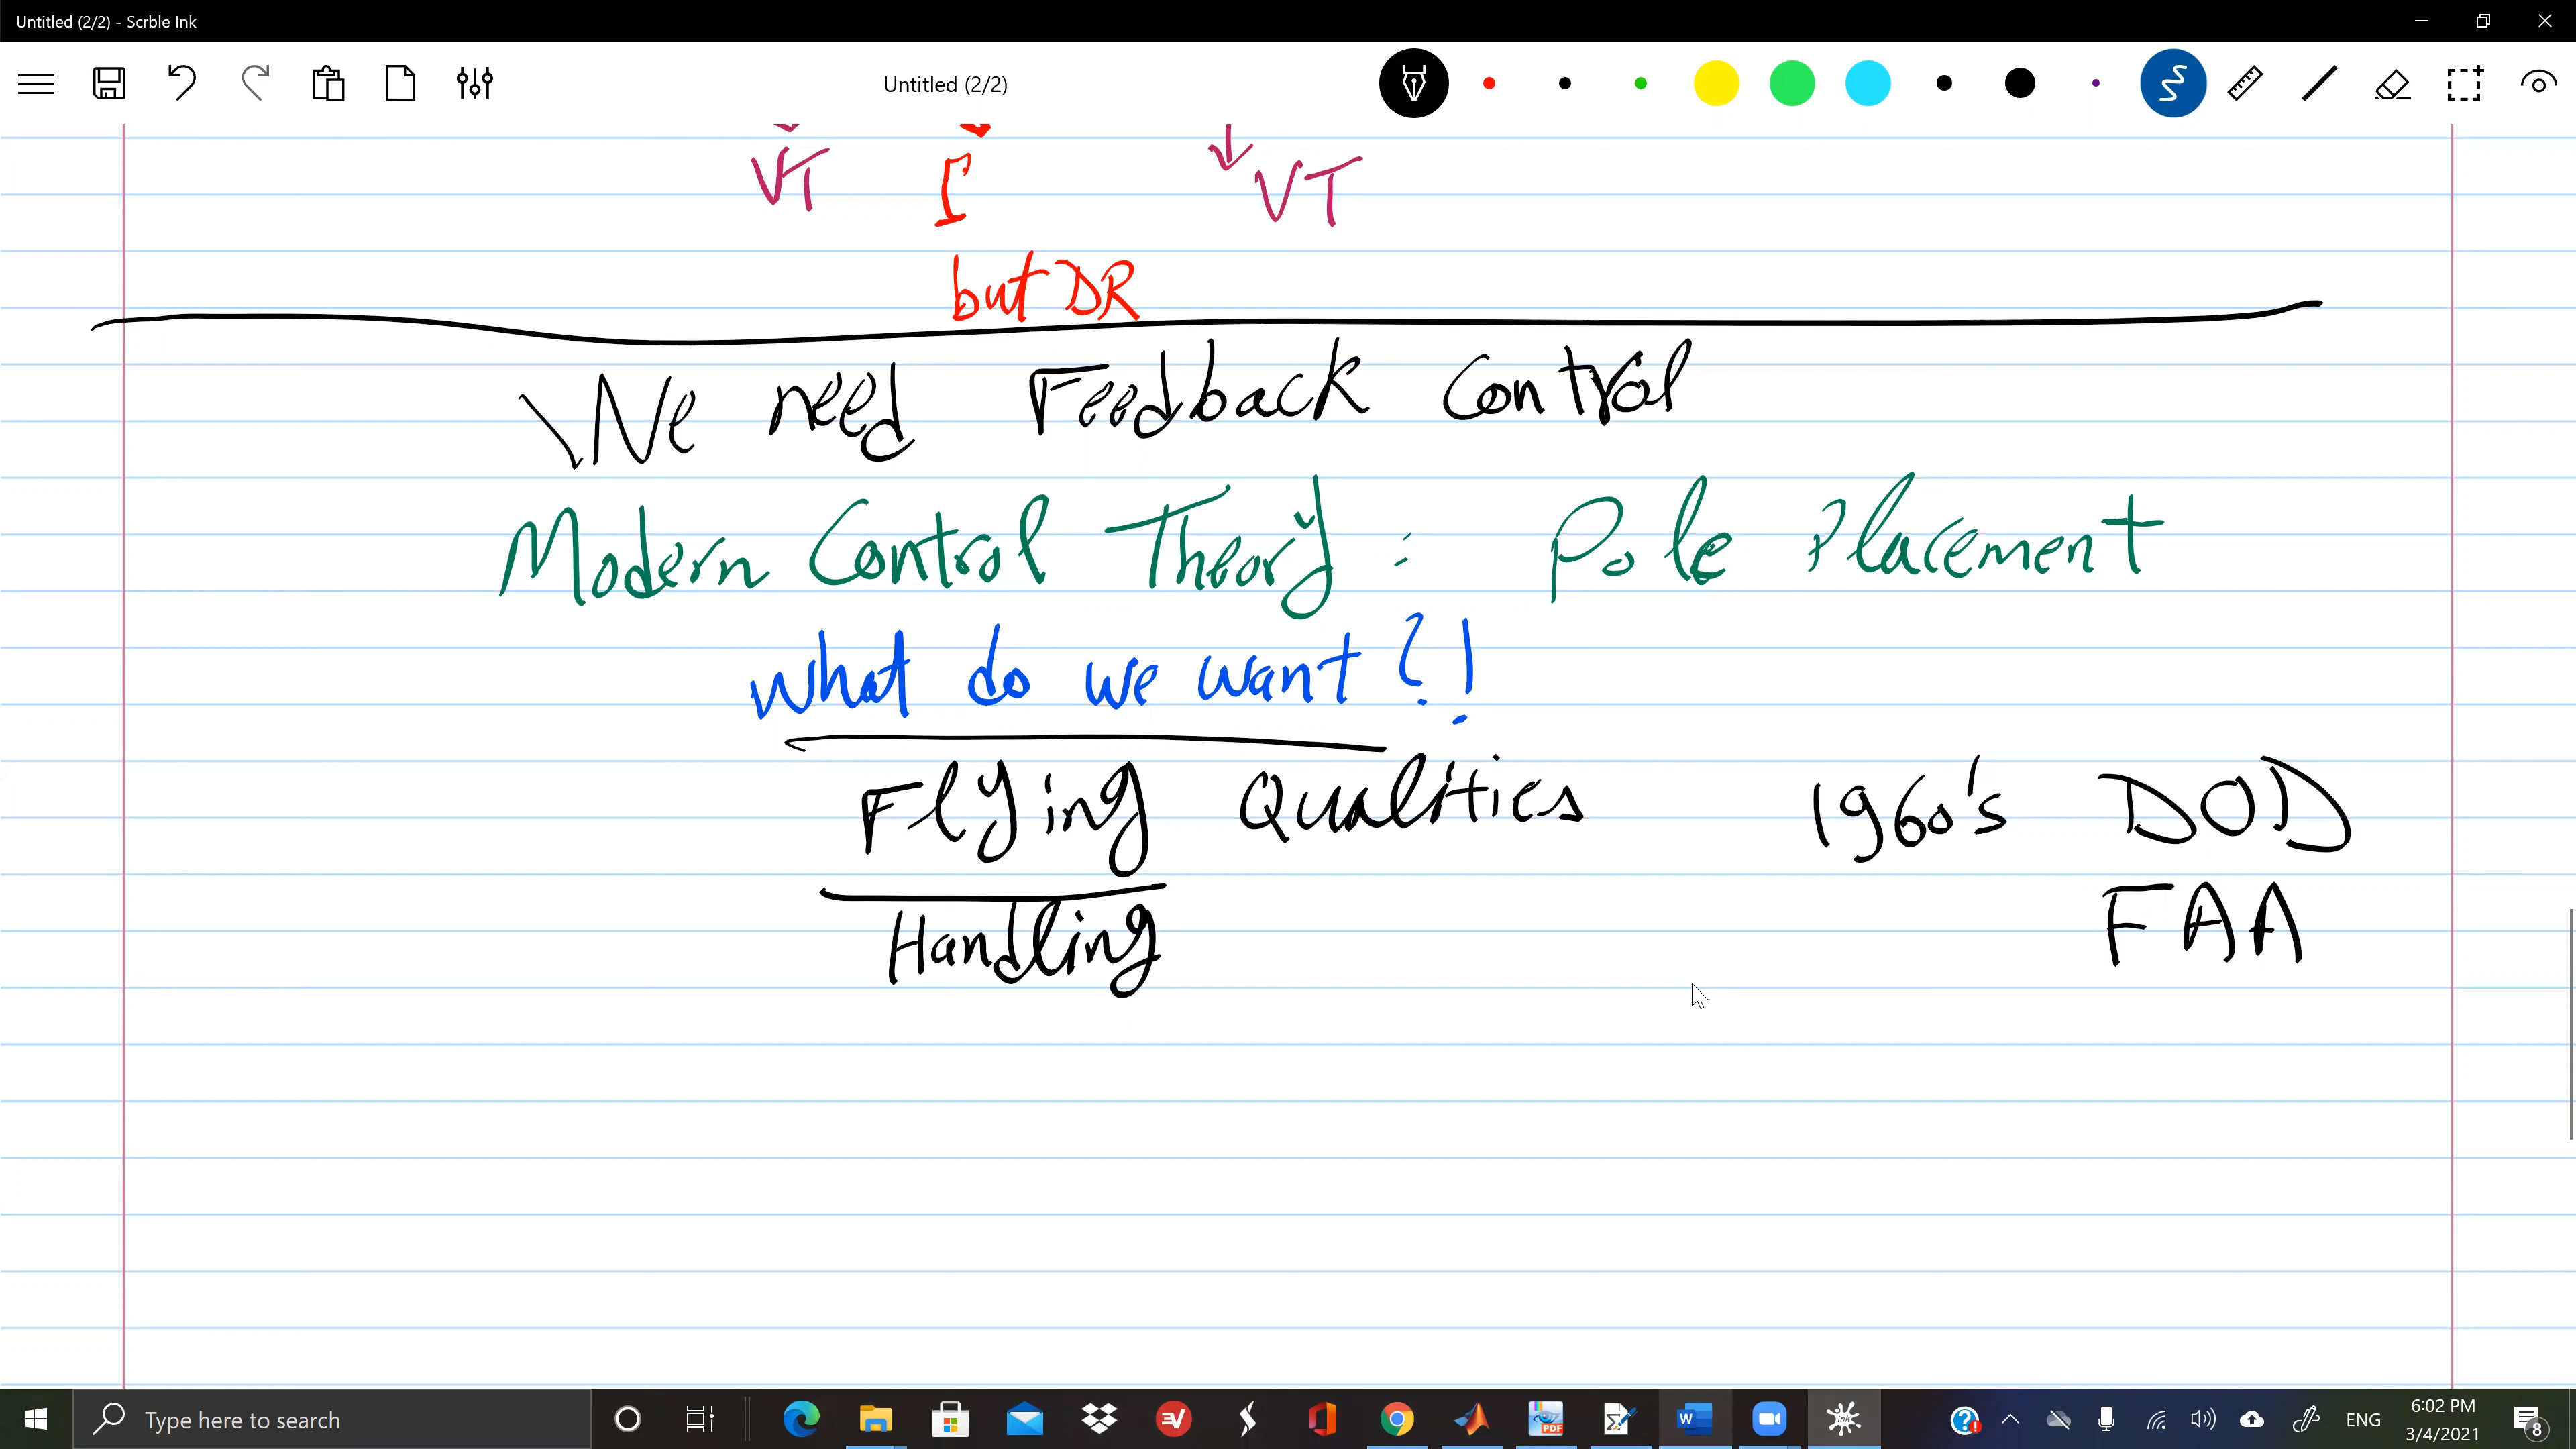 Untitled (2/2) - Scrble Ink
Untitled (2/2)
VT I VT
but DR
We need Feedback Control
Modern Control Theory : Pole Placement
what do we want ?!
Flying Qualities 1960's DOD
Handling FAA
Type here to search
ENG
6:02 PM
3/4/2021
8